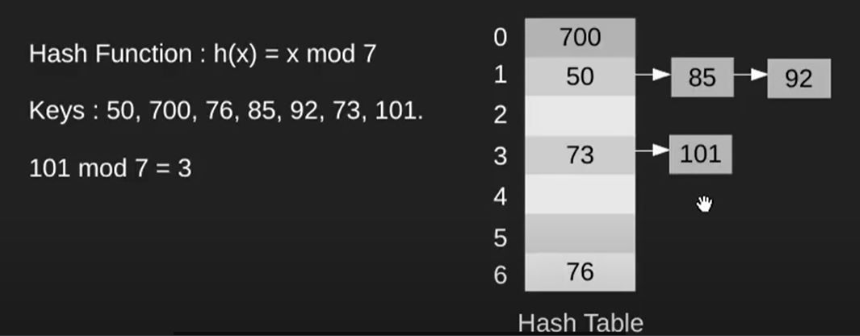 Hash Function : h(x) = x mod 7
Keys : 50, 700, 76, 85, 92, 73, 101.
101 mod 7 = 3
0 700
1 50 85 92
2
3 73 101
4
5
6 76
Hash Table